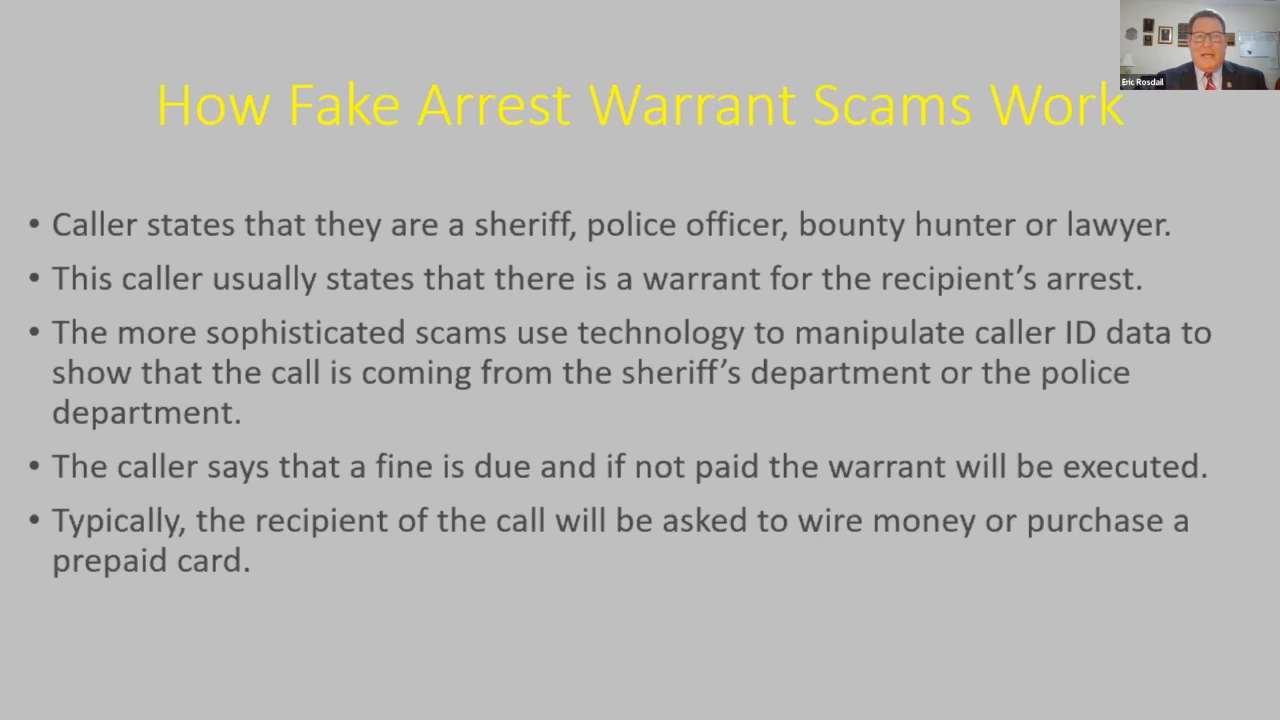 How Fake Arrest Warrant Scams Work
Eric Rosdail
• Caller states that they are a sheriff, police officer, bounty hunter or lawyer.
• This caller usually states that there is a warrant for the recipient’s arrest.
• The more sophisticated scams use technology to manipulate caller ID data to
show that the call is coming from the sheriff’s department or the police
department.
• The caller says that a fine is due and if not paid the warrant will be executed.
• Typically, the recipient of the call will be asked to wire money or purchase a
prepaid card.